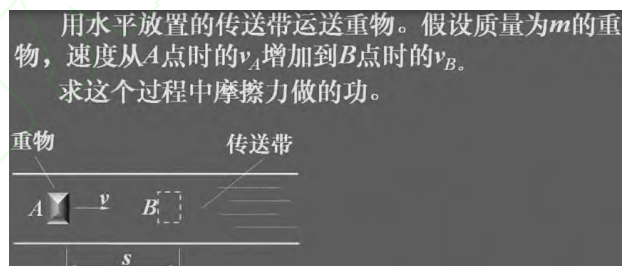 用水平放置的传送带运送重物。假设质量为m的重
物，速度从A点时的v_A增加到B点时的v_B。
求这个过程中摩擦力做的功。
重物 传送带
A v B
s